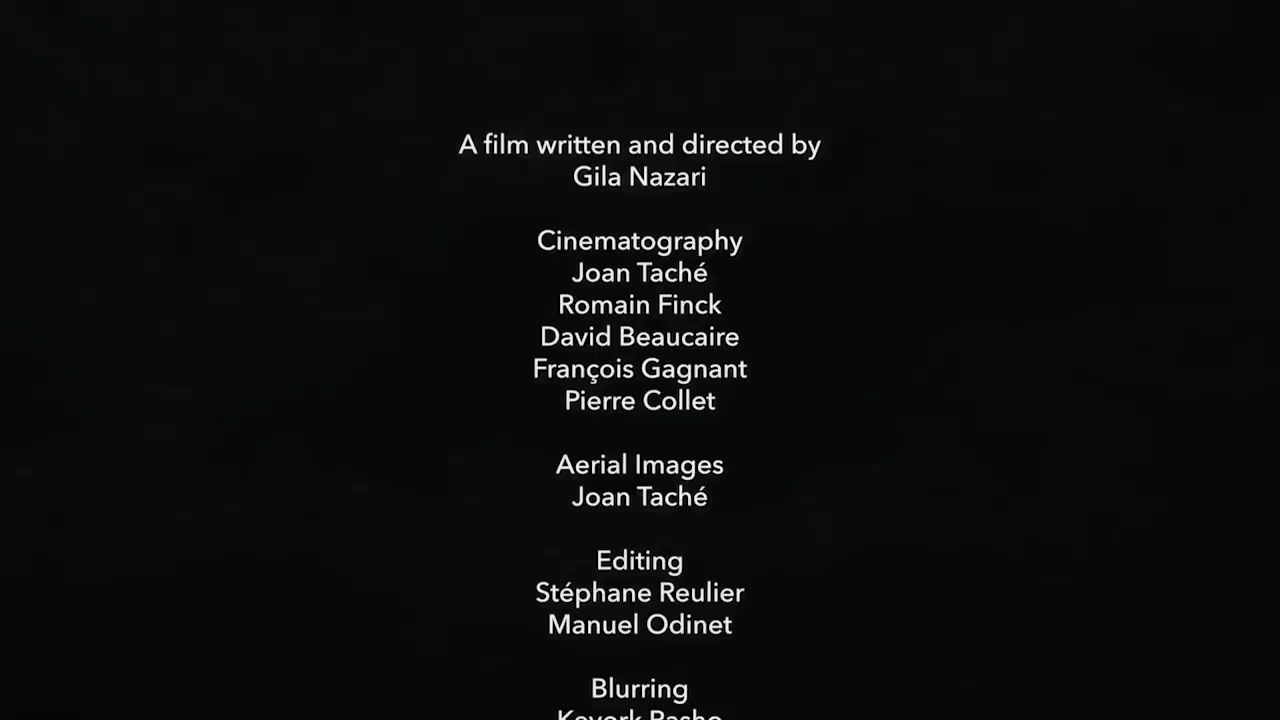 A film written and directed by
Gila Nazari
Cinematography
Joan Taché
Romain Finck
David Beaucaire
François Gagnant
Pierre Collet
Aerial Images
Joan Taché
Editing
Stéphane Reulier
Manuel Odinet
Blurring